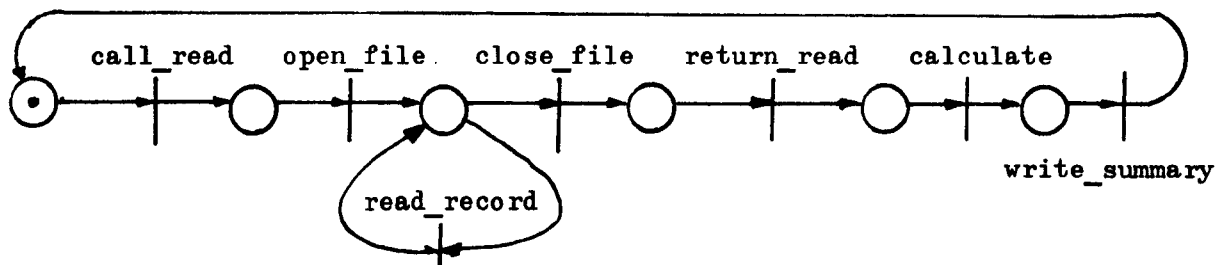 call_read open_file close_file return_read calculate
write_summary
read_record